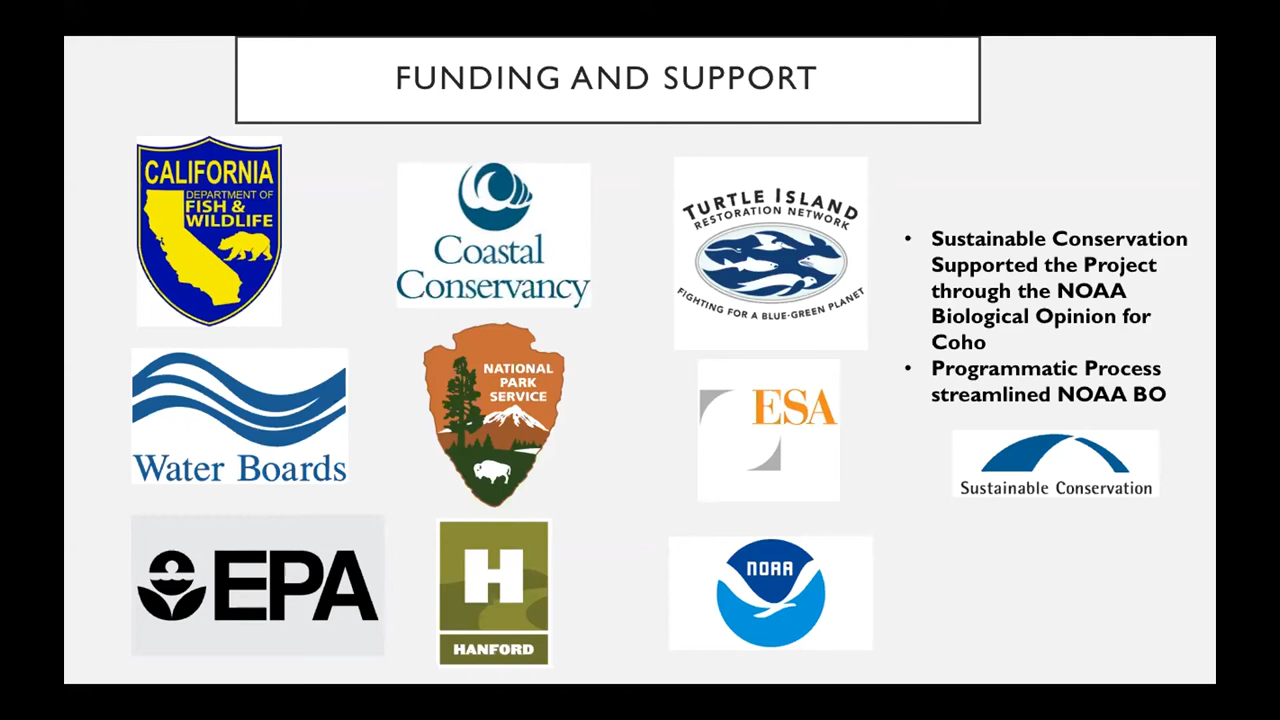 FUNDING AND SUPPORT
CALIFORNIA
DEPARTMENT OF
FISH &
WILDLIFE
Coastal
Conservancy
TURTLE ISLAND
RESTORATION NETWORK
FIGHTING FOR A BLUE-GREEN PLANET
• Sustainable Conservation
Supported the Project
through the NOAA
Biological Opinion for
Coho
• Programmatic Process
streamlined NOAA BO
Water Boards
NATIONAL
PARK
SERVICE
ESA
Sustainable Conservation
EPA
H
HANFORD
NOAA